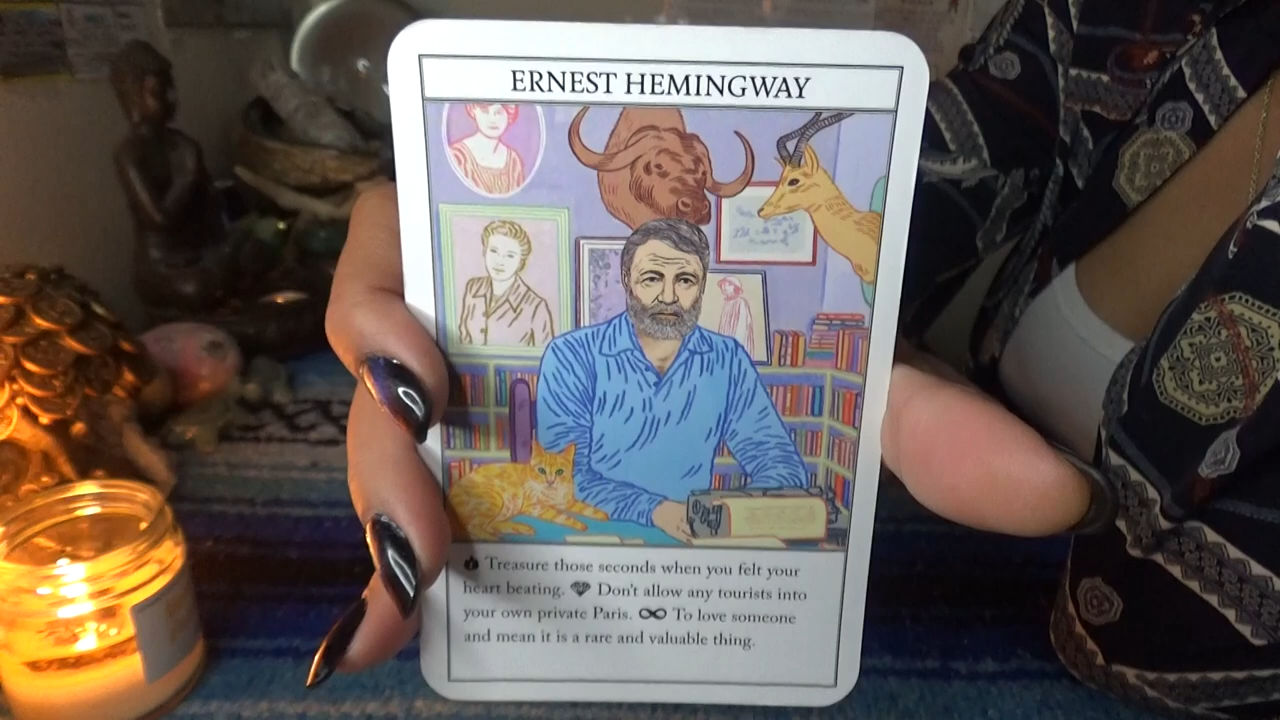 ERNEST HEMINGWAY
Treasure those seconds when you felt your
heart beating. Don't allow any tourists into
your own private Paris. To love someone
and mean it is a rare and valuable thing.